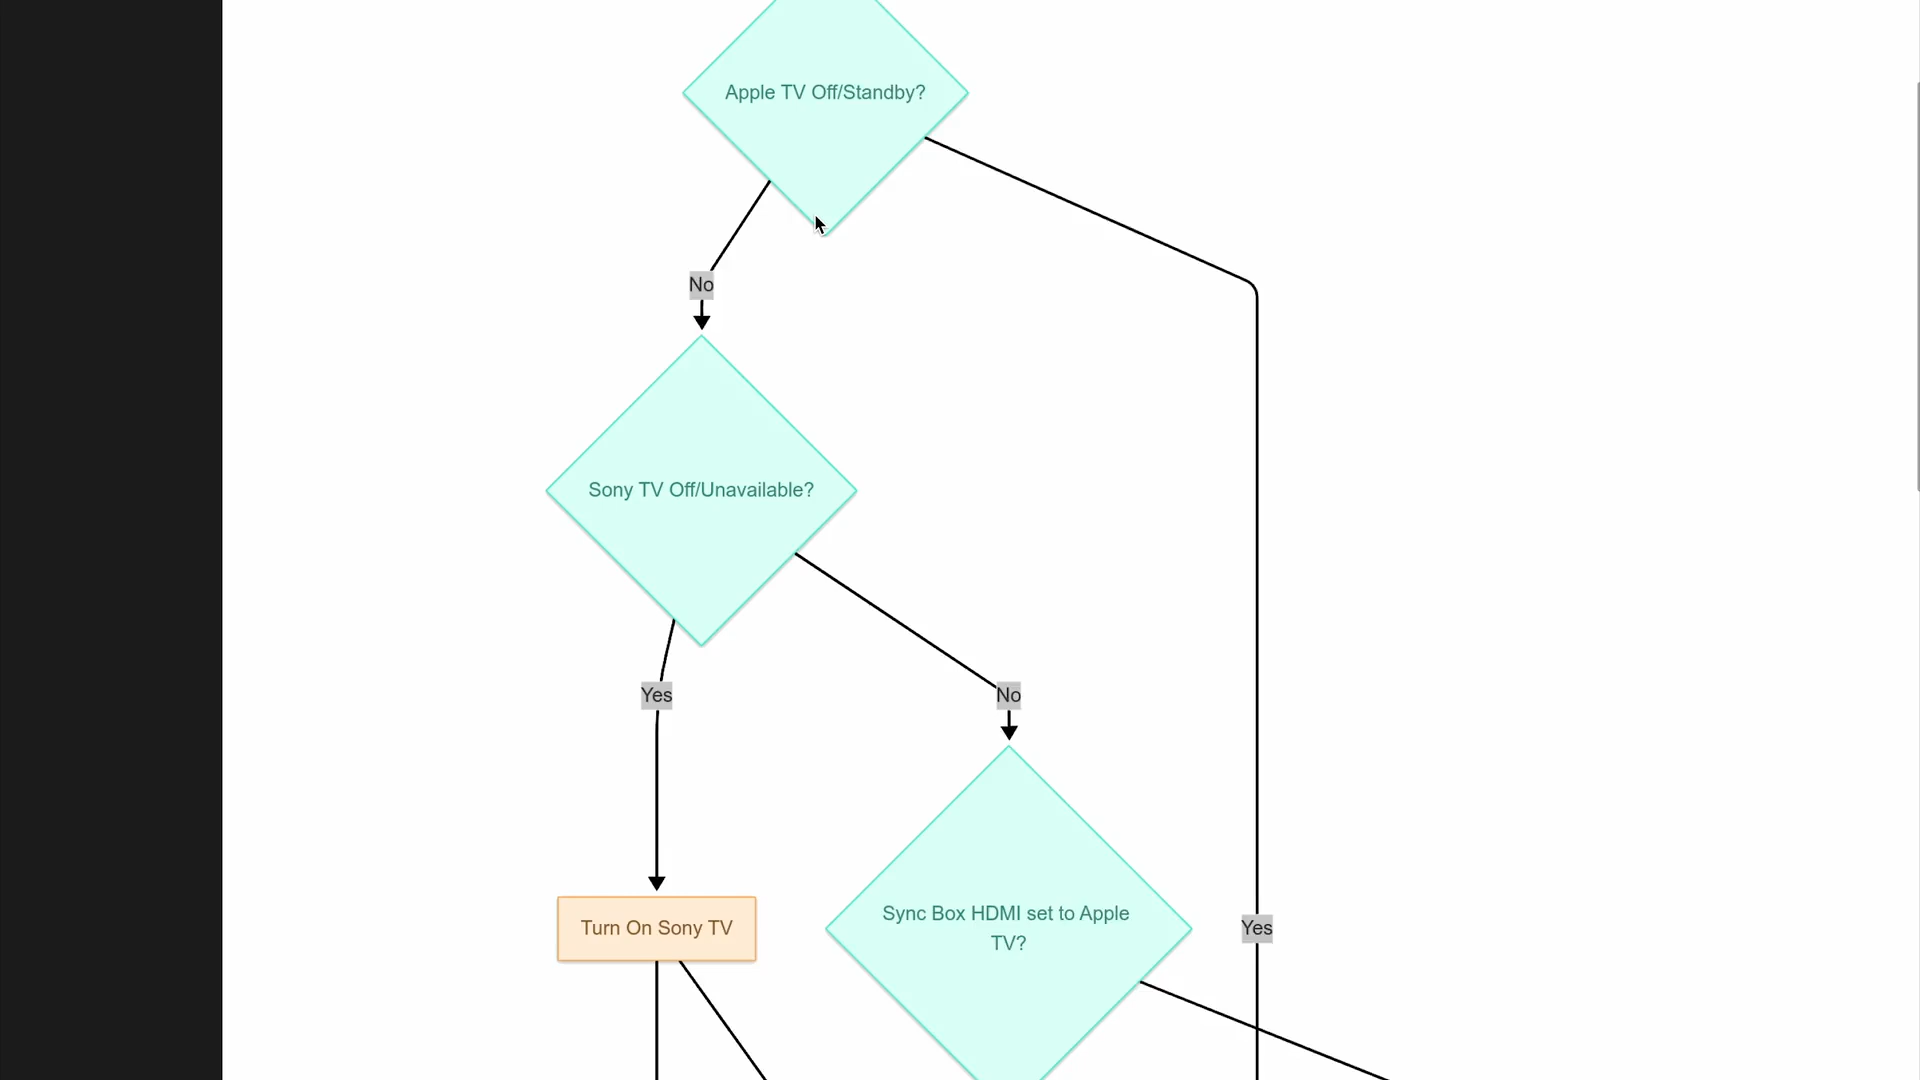 Apple TV Off/Standby?
No
Sony TV Off/Unavailable?
Yes
No
Sync Box HDMI set to Apple
TV?
Turn On Sony TV
Yes